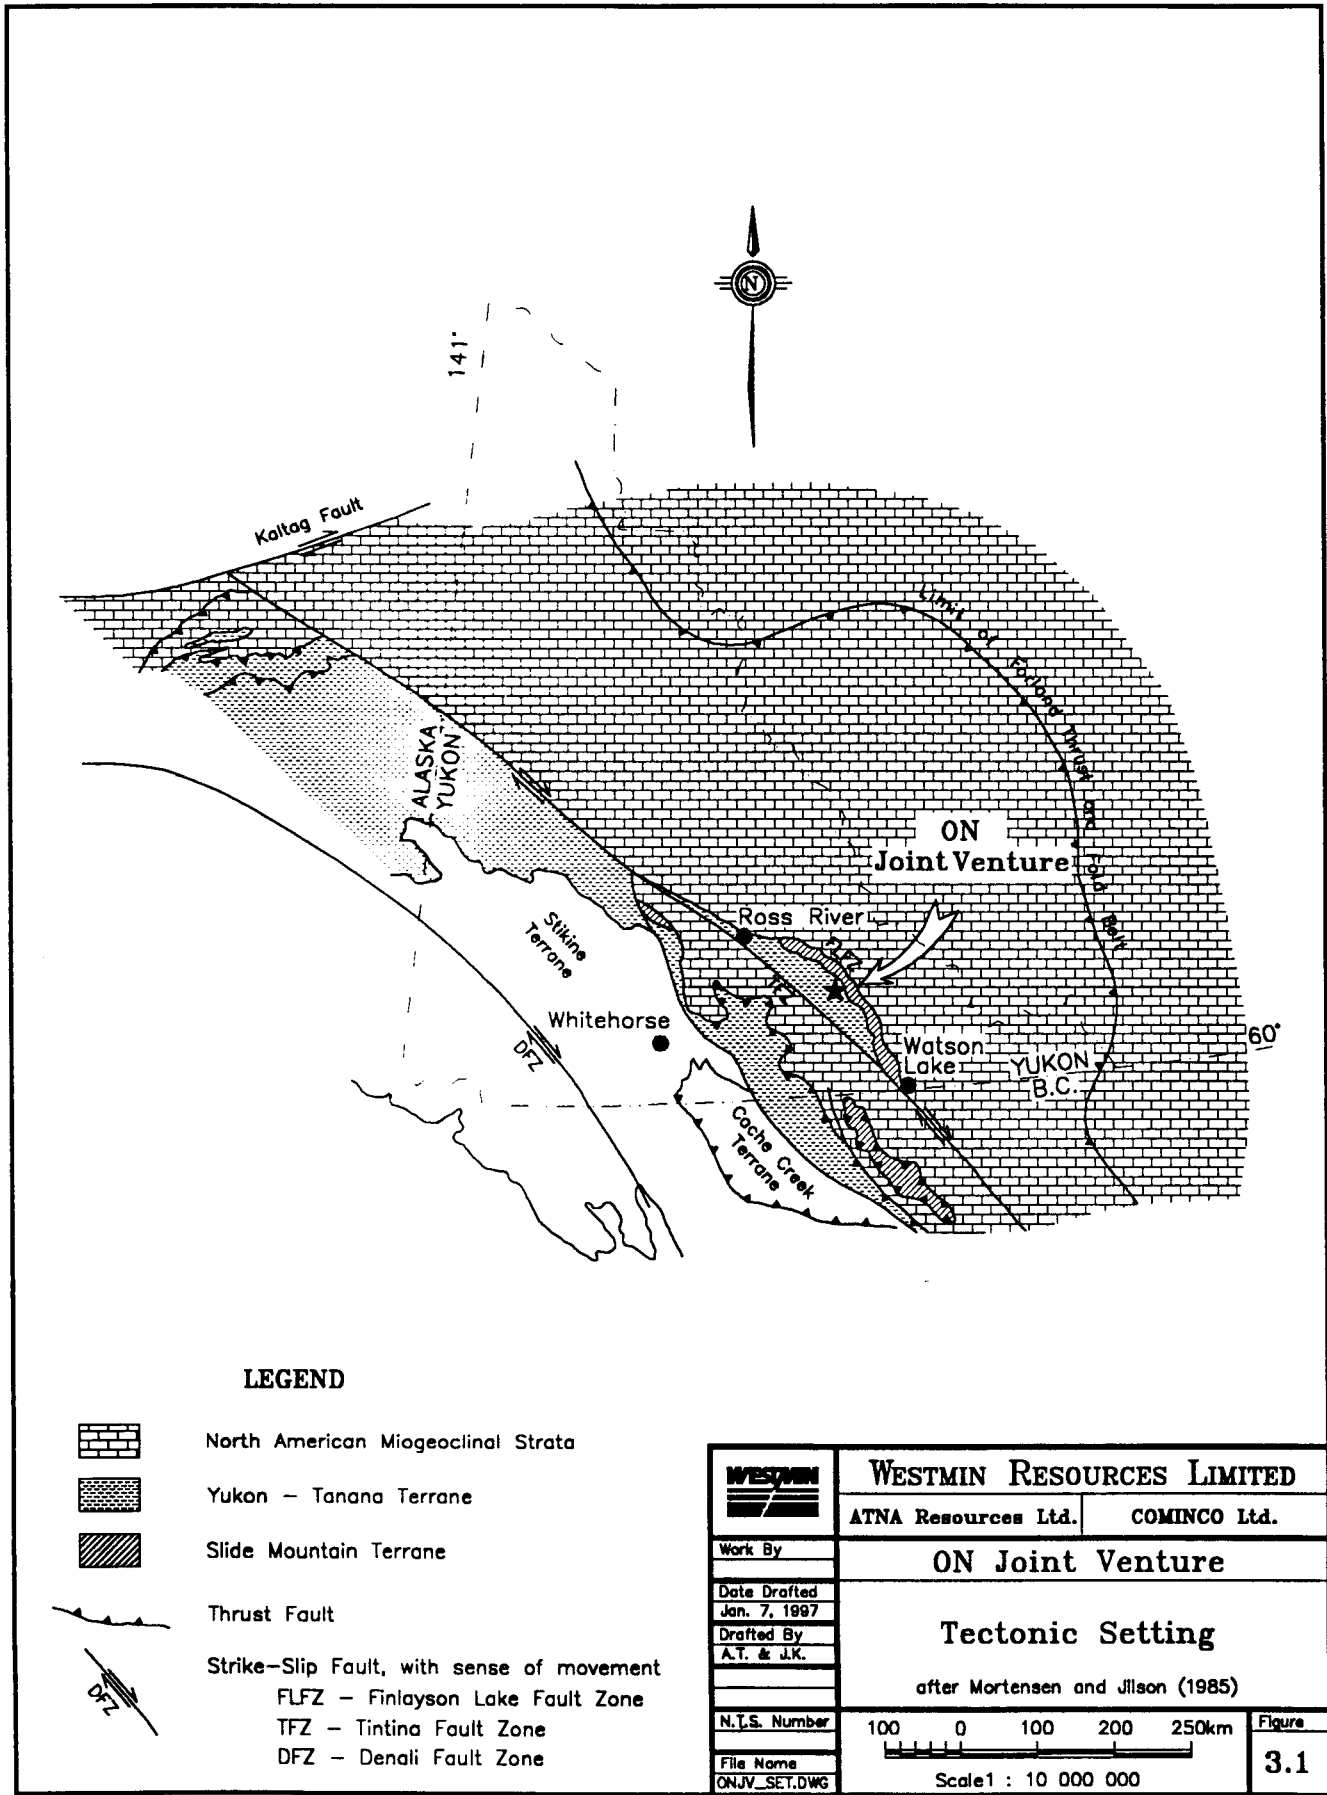 N
141°
Kaltag Fault
Limit of Forland Thrust and Fold Belt
ALASKA
YUKON
ON
Joint Venture
Ross River
FLFZ
Stikine
Terrane
TFZ
Whitehorse
DFZ
Watson
Lake
YUKON
B.C.
60°
Cache Creek
Terrane
LEGEND
North American Miogeoclinal Strata
Yukon – Tanana Terrane
Slide Mountain Terrane
Thrust Fault
DFZ
Strike–Slip Fault, with sense of movement
FLFZ – Finlayson Lake Fault Zone
TFZ – Tintina Fault Zone
DFZ – Denali Fault Zone
WESTMIN
WESTMIN RESOURCES LIMITED
ATNA Resources Ltd.
COMINCO Ltd.
Work By
ON Joint Venture
Date Drafted
Jan. 7, 1997
Drafted By
A.T. & J.K.
Tectonic Setting
after Mortensen and Jilson (1985)
N.T.S. Number
File Name
ONJV_SET.DWG
100 0 100 200 250km
Scale1 : 10 000 000
Figure
3.1